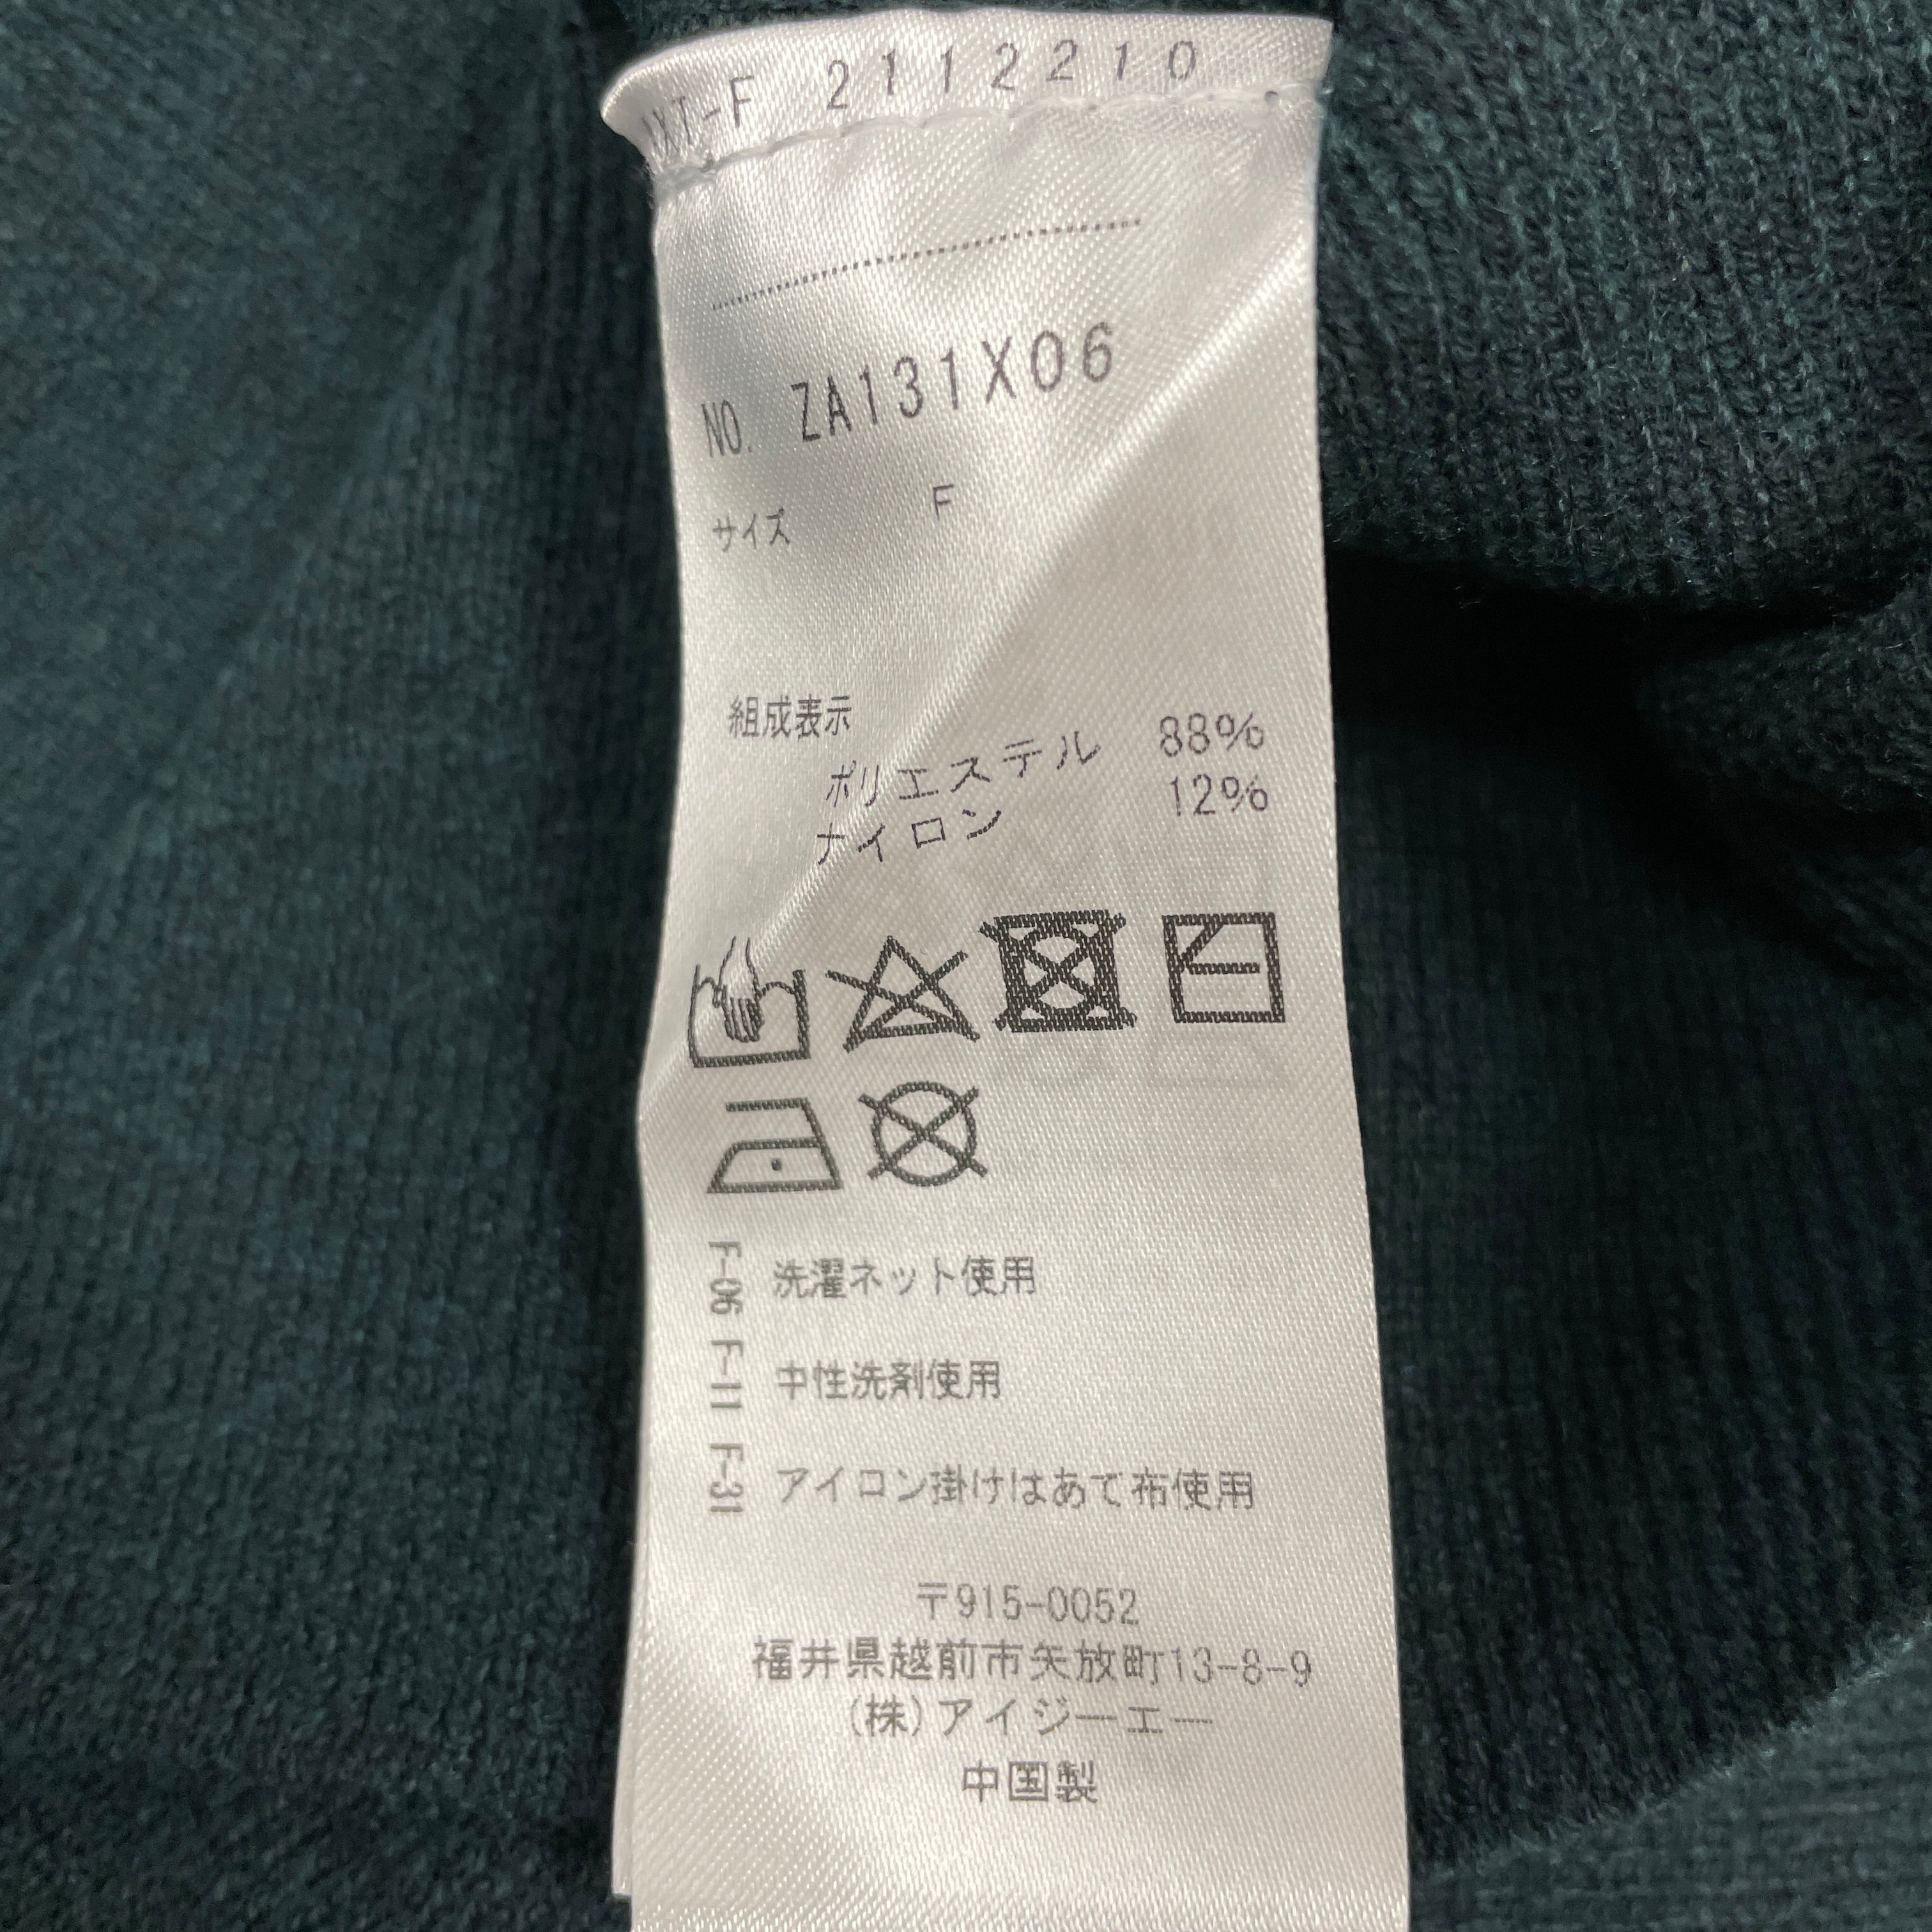 -F 2112210
NO. ZA131X06
サイズ F
組成表示
ポリエステル 88%
ナイロン 12%
F-06 洗濯ネット使用
F-11 中性洗剤使用
F-31 アイロン掛けはあて布使用
〒915-0052
福井県越前市矢放町13-8-9
(株)アイジーエー
中国製